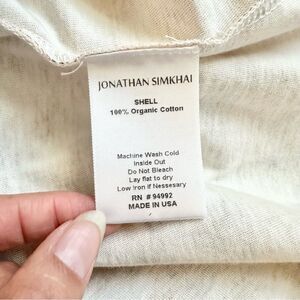 JONATHAN SIMKHAI
SHELL
100% Organic Cotton
Machine Wash Cold
Inside Out
Do Not Bleach
Lay flat to dry
Low Iron if Nessesary
RN # 94992
MADE IN USA